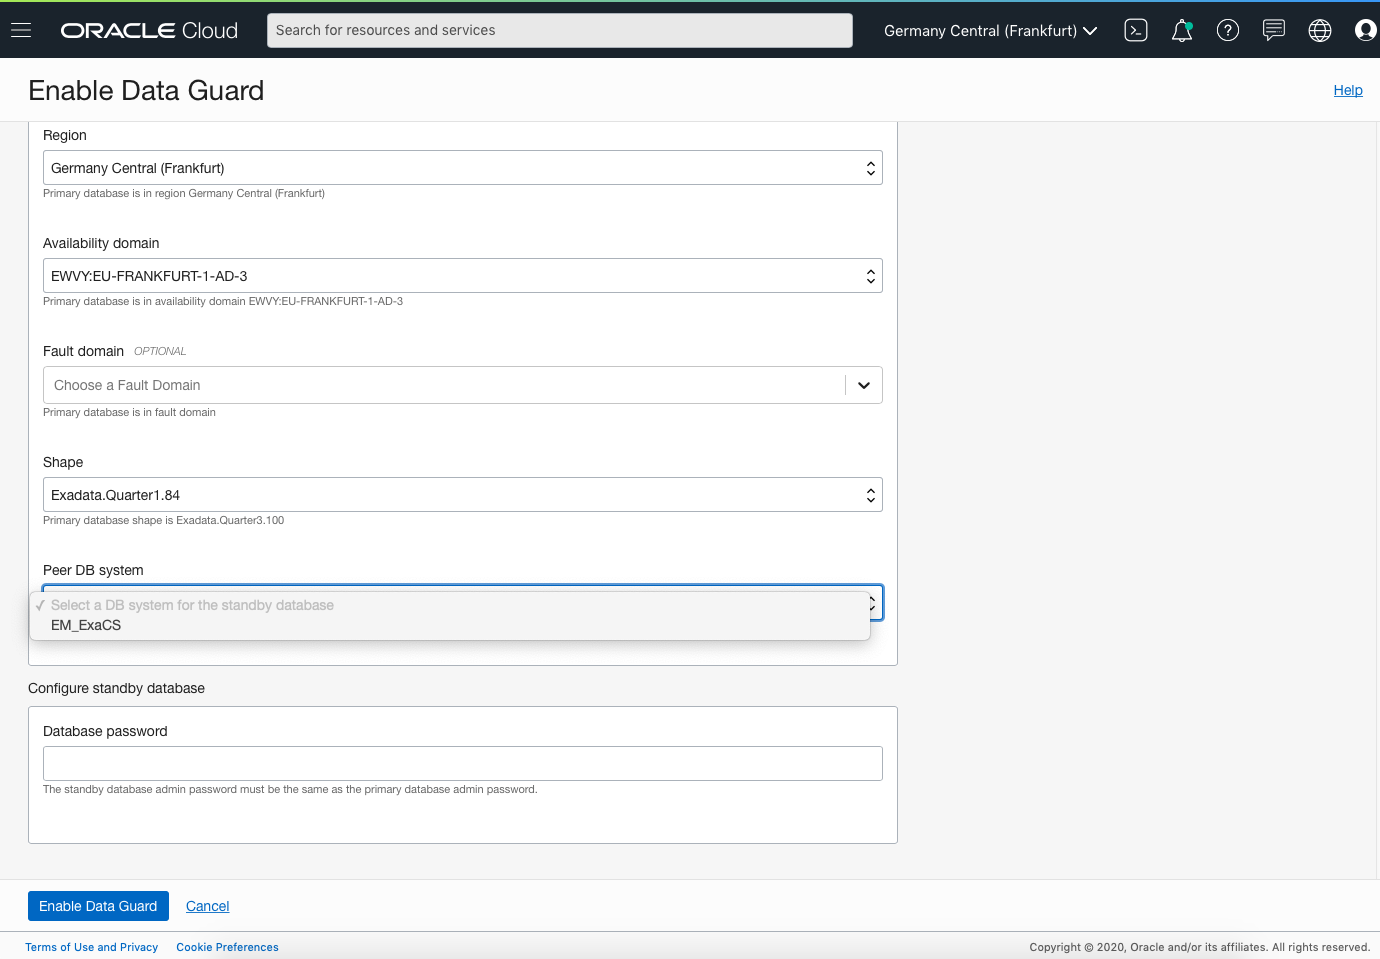 ORACLE Cloud
Search for resources and services
Germany Central (Frankfurt)
Enable Data Guard
Help
Region
Germany Central (Frankfurt)
Primary database is in region Germany Central (Frankfurt)
Availability domain
EWVY:EU-FRANKFURT-1-AD-3
Primary database is in availability domain EWVY:EU-FRANKFURT-1-AD-3
Fault domain OPTIONAL
Choose a Fault Domain
Primary database is in fault domain
Shape
Exadata.Quarter1.84
Primary database shape is Exadata.Quarter3.100
Peer DB system
✓ Select a DB system for the standby database
EM_ExaCS
Configure standby database
Database password
The standby database admin password must be the same as the primary database admin password.
Enable Data Guard Cancel
Terms of Use and Privacy Cookie Preferences
Copyright © 2020, Oracle and/or its affiliates. All rights reserved.